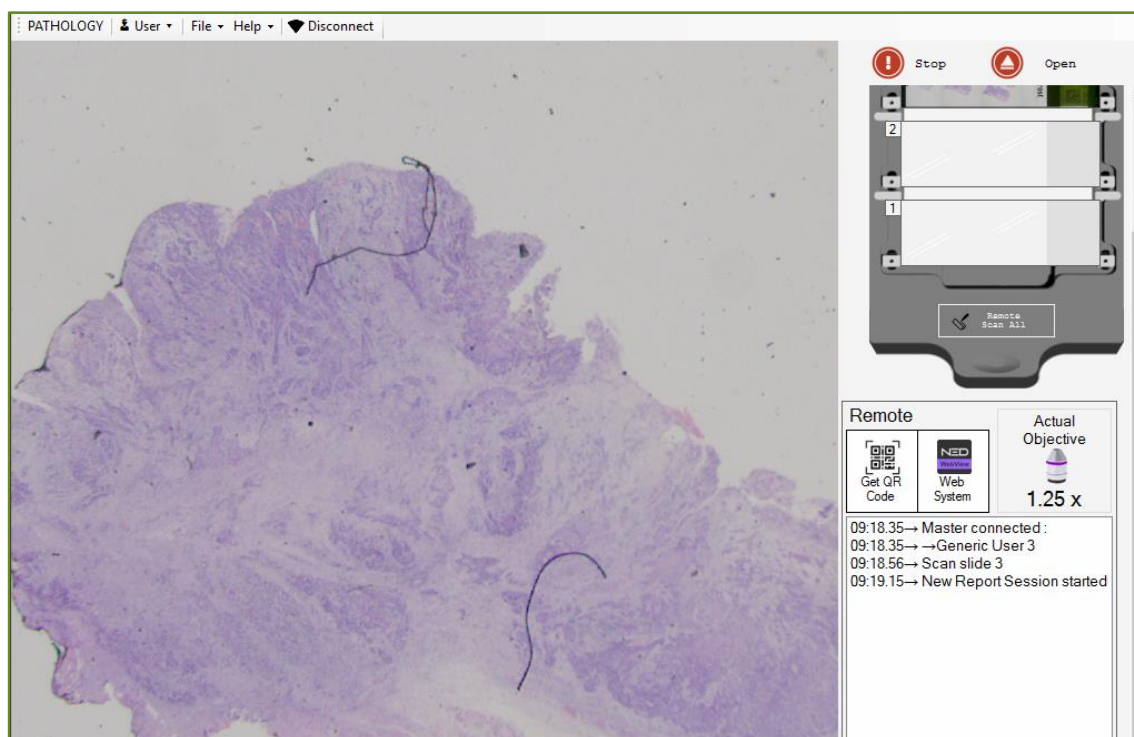 PATHOLOGY User File Help Disconnect
Stop Open
2
1
Remote
Scan All
Remote
Get QR
Code
NED
WebView
Web
System
Actual
Objective
1.25 x
09:18.35→ Master connected :
09:18.35→ →Generic User 3
09:18.56→ Scan slide 3
09:19.15→ New Report Session started